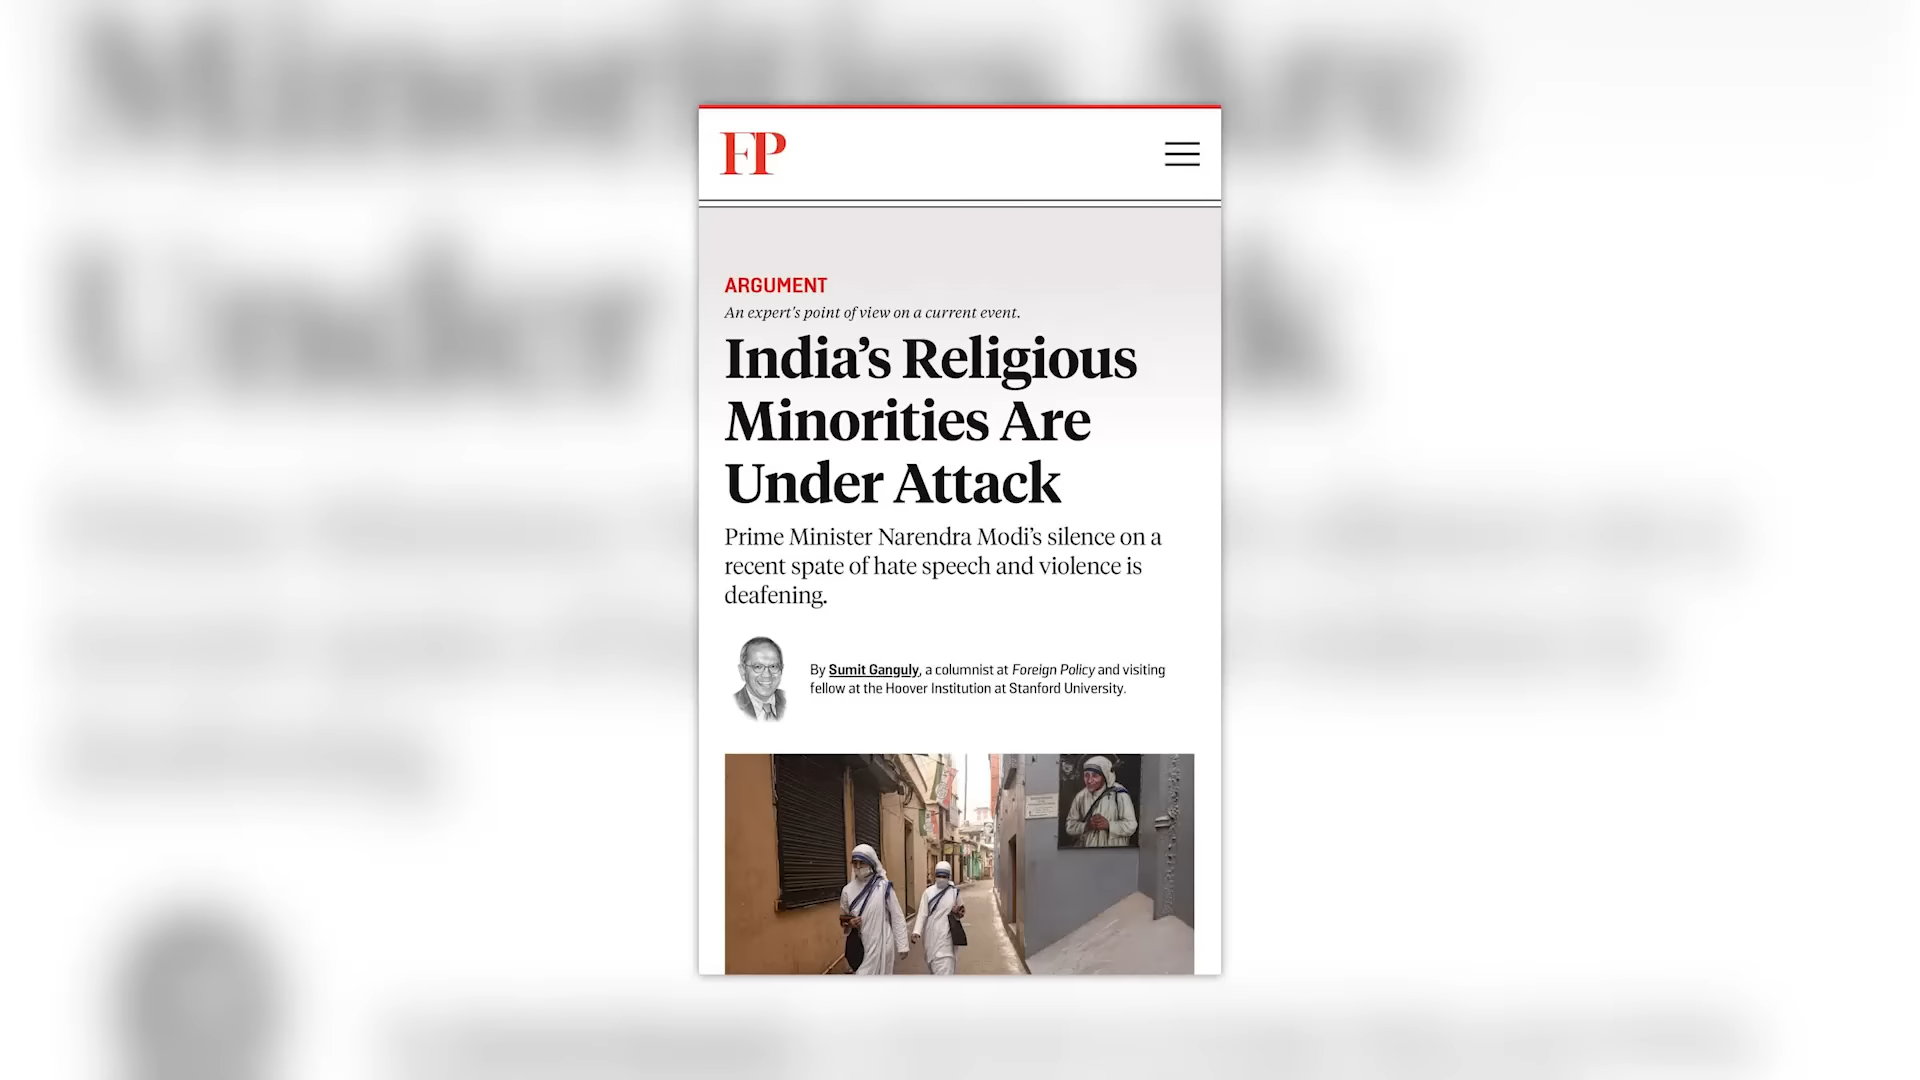 FP
ARGUMENT
An expert's point of view on a current event.
India's Religious
Minorities Are
Under Attack
Prime Minister Narendra Modi's silence on a
recent spate of hate speech and violence is
deafening.
By Sumit Ganguly, a columnist at Foreign Policy and visiting
fellow at the Hoover Institution at Stanford University.